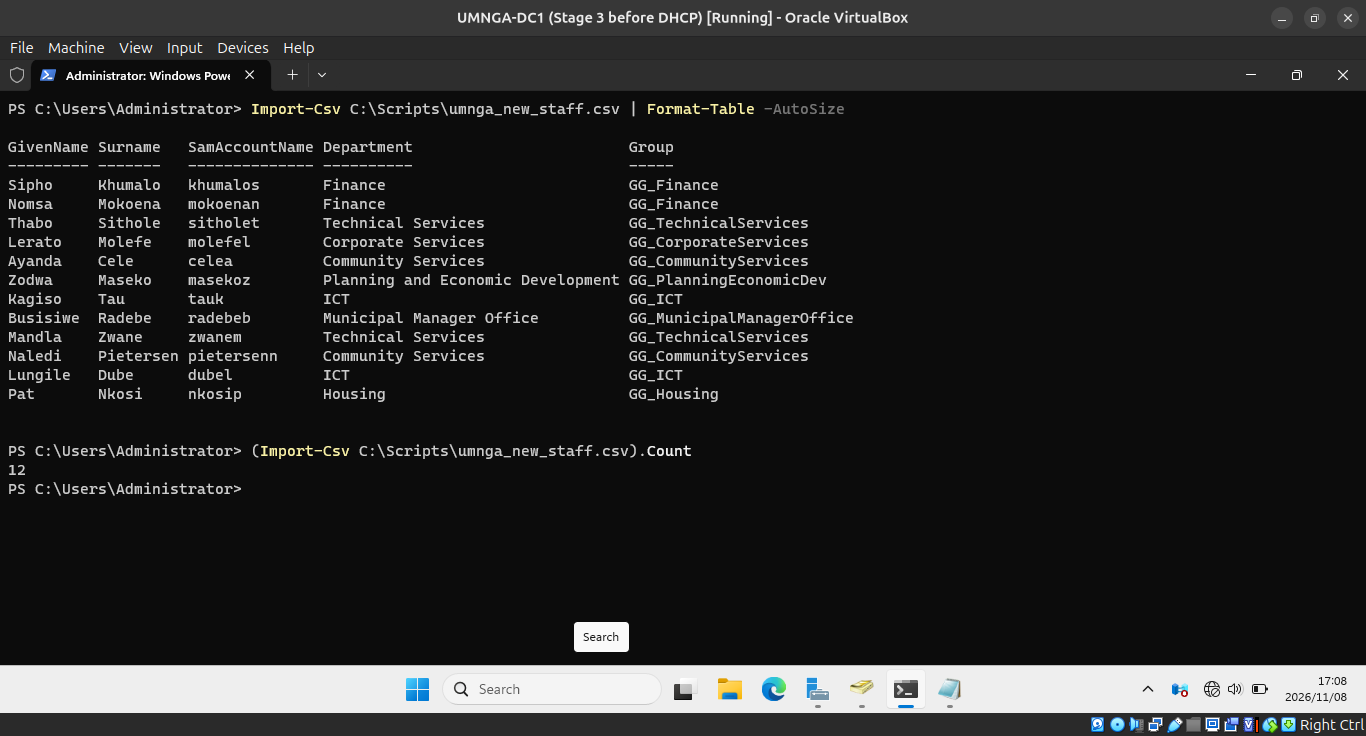 UMNGA-DC1 (Stage 3 before DHCP) [Running] - Oracle VirtualBox
File Machine View Input Devices Help
Administrator: Windows Powe
PS C:\Users\Administrator> Import-Csv C:\Scripts\umnga_new_staff.csv | Format-Table -AutoSize
GivenName Surname SamAccountName Department Group
--------- ------- -------------- ---------- -----
Sipho Khumalo khumalos Finance GG_Finance
Nomsa Mokoena mokoenan Finance GG_Finance
Thabo Sithole sitholet Technical Services GG_TechnicalServices
Lerato Molefe molefel Corporate Services GG_CorporateServices
Ayanda Cele celea Community Services GG_CommunityServices
Zodwa Maseko masekoz Planning and Economic Development GG_PlanningEconomicDev
Kagiso Tau tauk ICT GG_ICT
Busisiwe Radebe radebeb Municipal Manager Office GG_MunicipalManagerOffice
Mandla Zwane zwanem Technical Services GG_TechnicalServices
Naledi Pietersen pietersenn Community Services GG_CommunityServices
Lungile Dube dubel ICT GG_ICT
Pat Nkosi nkosip Housing GG_Housing
PS C:\Users\Administrator> (Import-Csv C:\Scripts\umnga_new_staff.csv).Count
12
PS C:\Users\Administrator>
Search
Search
17:08
2026/11/08
Right Ctrl